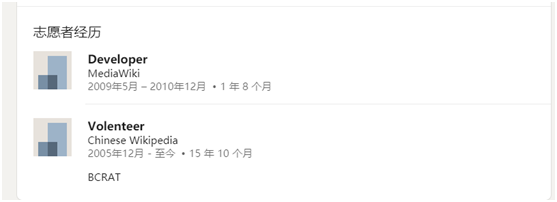 志愿者经历
Developer
MediaWiki
2009年5月 – 2010年12月 • 1 年 8 个月
Volenteer
Chinese Wikipedia
2005年12月 - 至今 • 15 年 10 个月
BCRAT